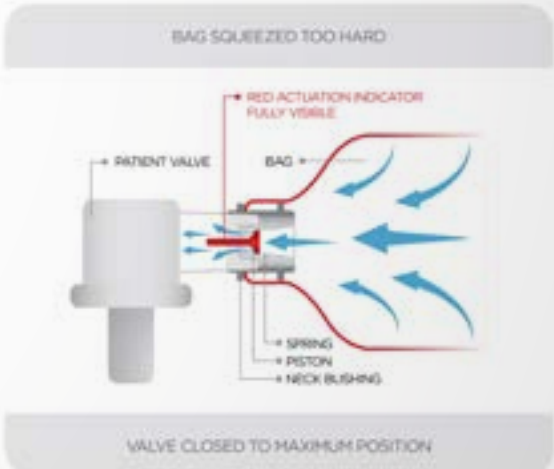 BAG SQUEEZED TOO HARD
RED ACTUATION INDICATOR
FULLY VISIBLE
PATIENT VALVE
BAG
SPRING
PISTON
NECK BUSHING
VALVE CLOSED TO MAXIMUM POSITION